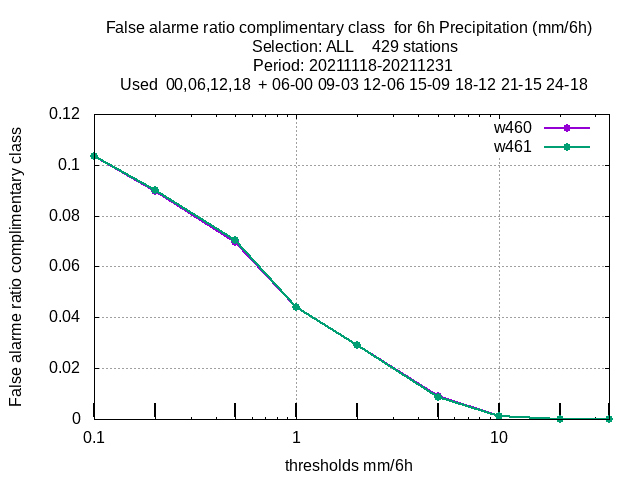 False alarme ratio complimentary class  for 6h Precipitation (mm/6h)
Selection: ALL    429 stations
Period: 20211118-20211231
Used  00,06,12,18  + 06-00 09-03 12-06 15-09 18-12 21-15 24-18
w460
w461
0.12
0.1
0.08
0.06
0.04
0.02
0
False alarme ratio complimentary class
0.1
1
10
thresholds mm/6h